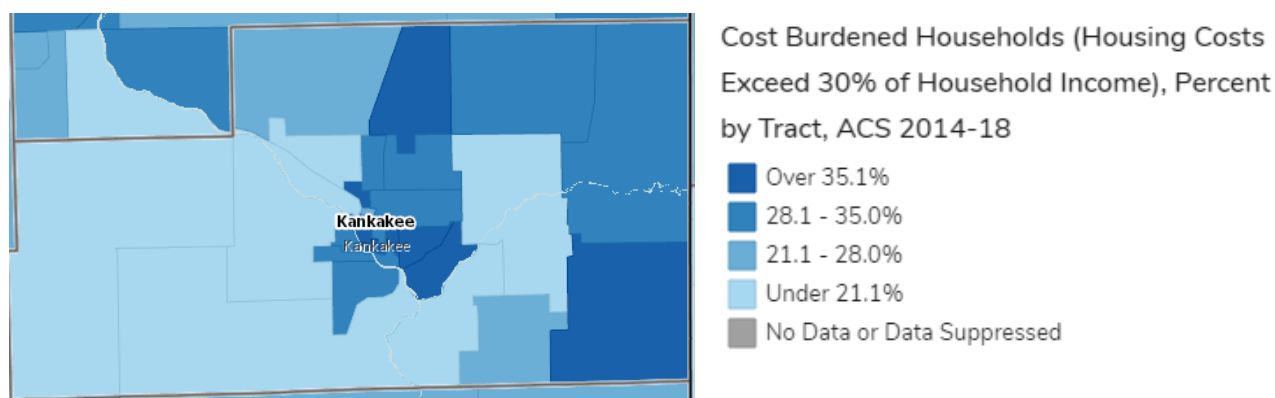 Kankakee
Kankakee
Cost Burdened Households (Housing Costs
Exceed 30% of Household Income), Percent
by Tract, ACS 2014-18
Over 35.1%
28.1 - 35.0%
21.1 - 28.0%
Under 21.1%
No Data or Data Suppressed